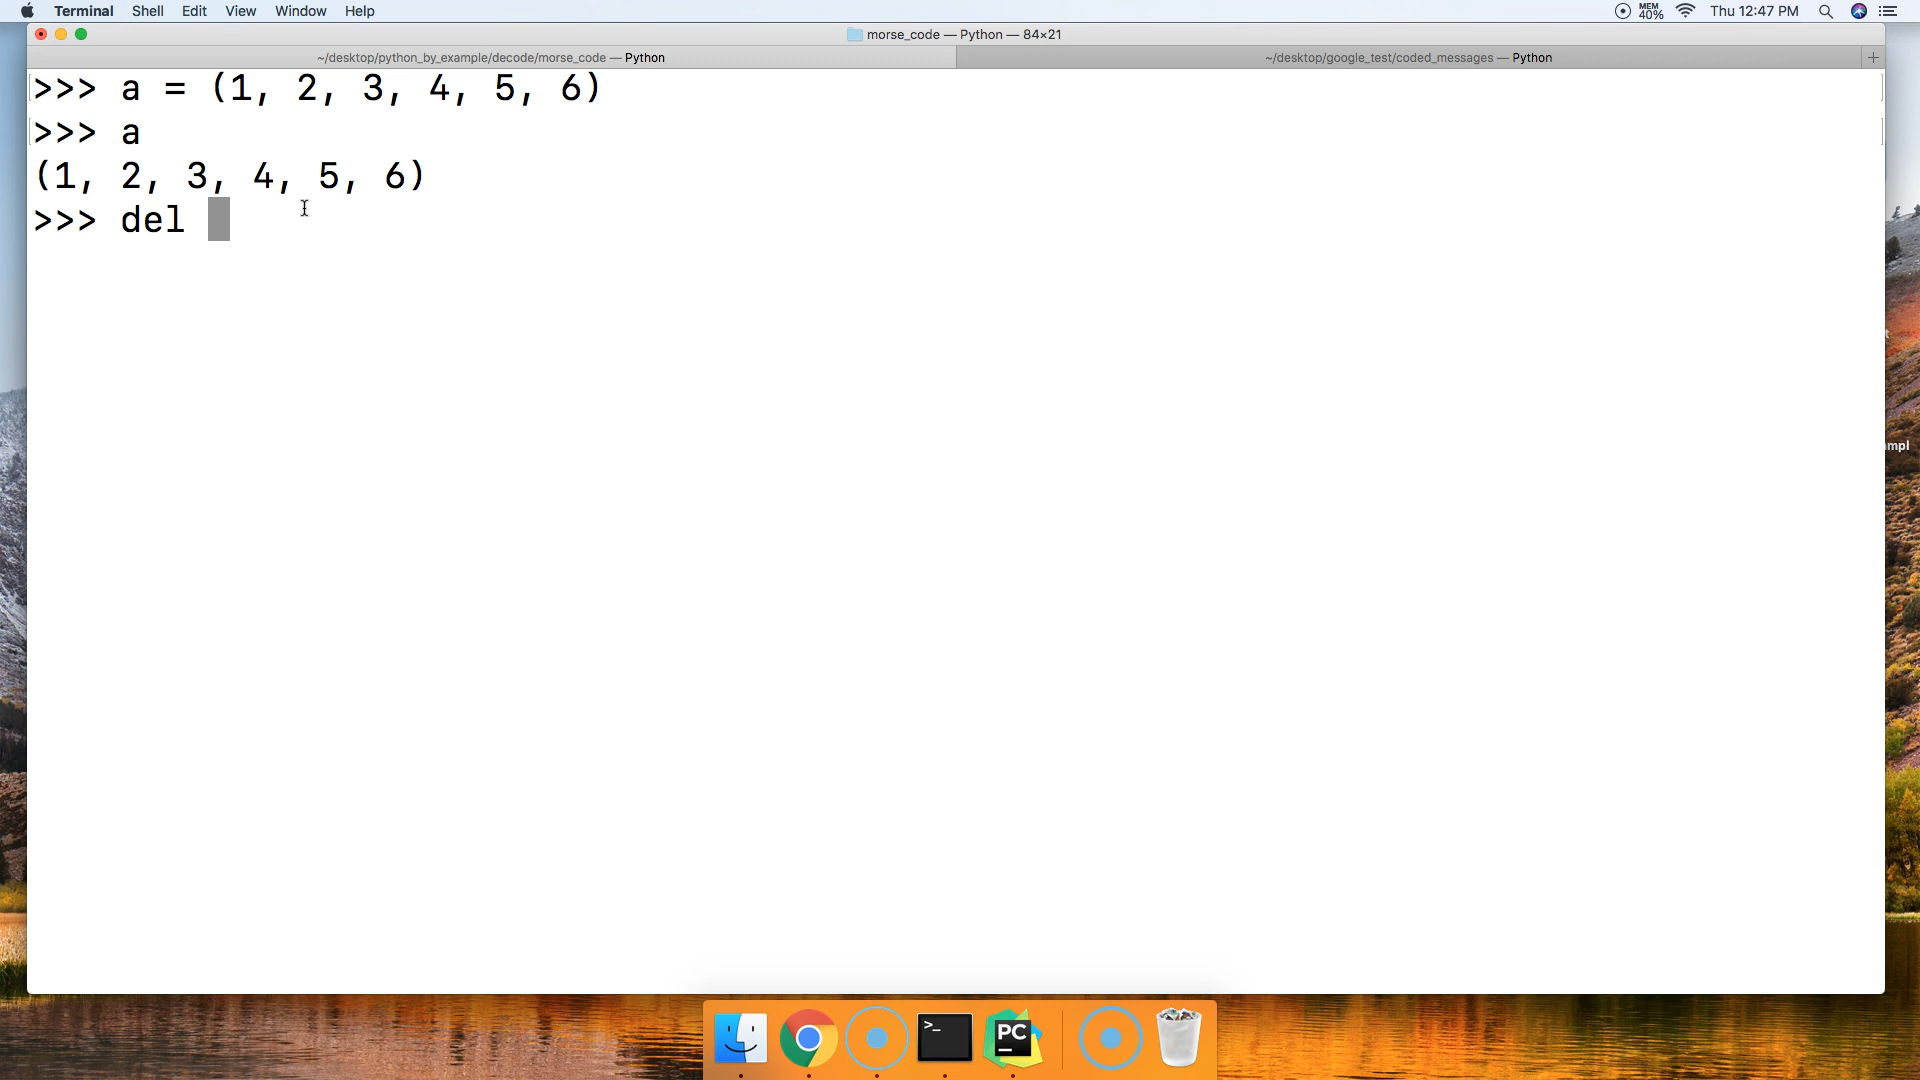 Terminal Shell Edit View Window Help MEM 40% Thu 12:47 PM
morse_code — Python — 84×21
~/desktop/python_by_example/decode/morse_code — Python ~/desktop/google_test/coded_messages — Python
>>> a = (1, 2, 3, 4, 5, 6)
>>> a
(1, 2, 3, 4, 5, 6)
>>> del
mpl
>_
PC